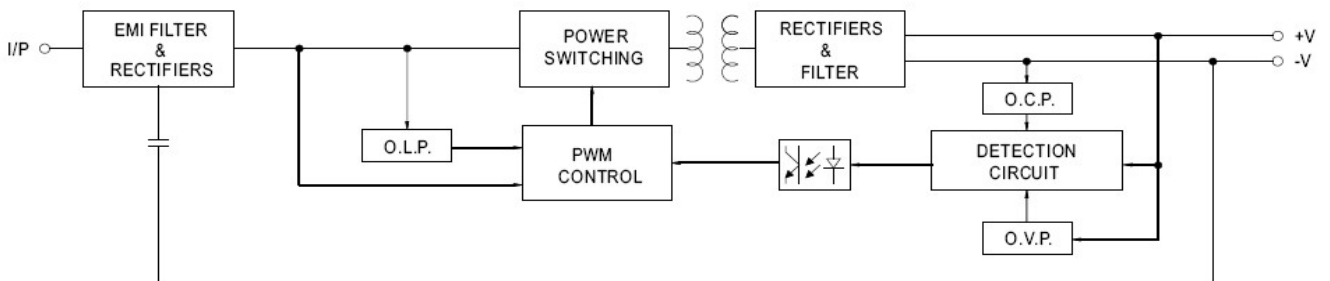 I/P
EMI FILTER
&
RECTIFIERS
POWER
SWITCHING
RECTIFIERS
&
FILTER
+V
-V
O.L.P.
PWM
CONTROL
O.C.P.
DETECTION
CIRCUIT
O.V.P.